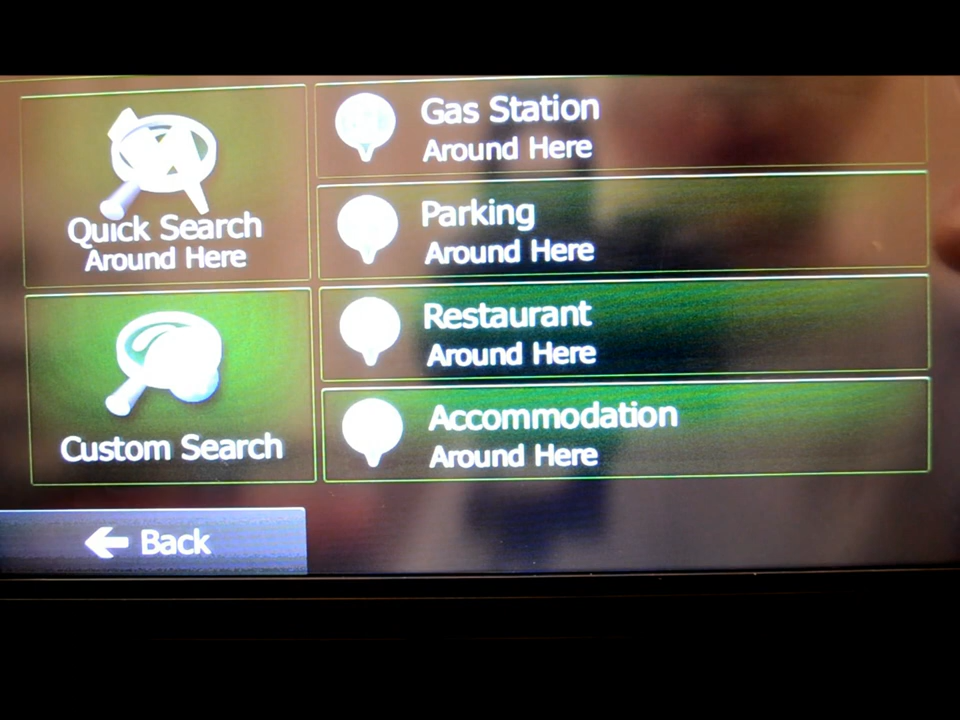 Quick Search
Around Here
Custom Search
Gas Station
Around Here
Parking
Around Here
Restaurant
Around Here
Accommodation
Around Here
Back